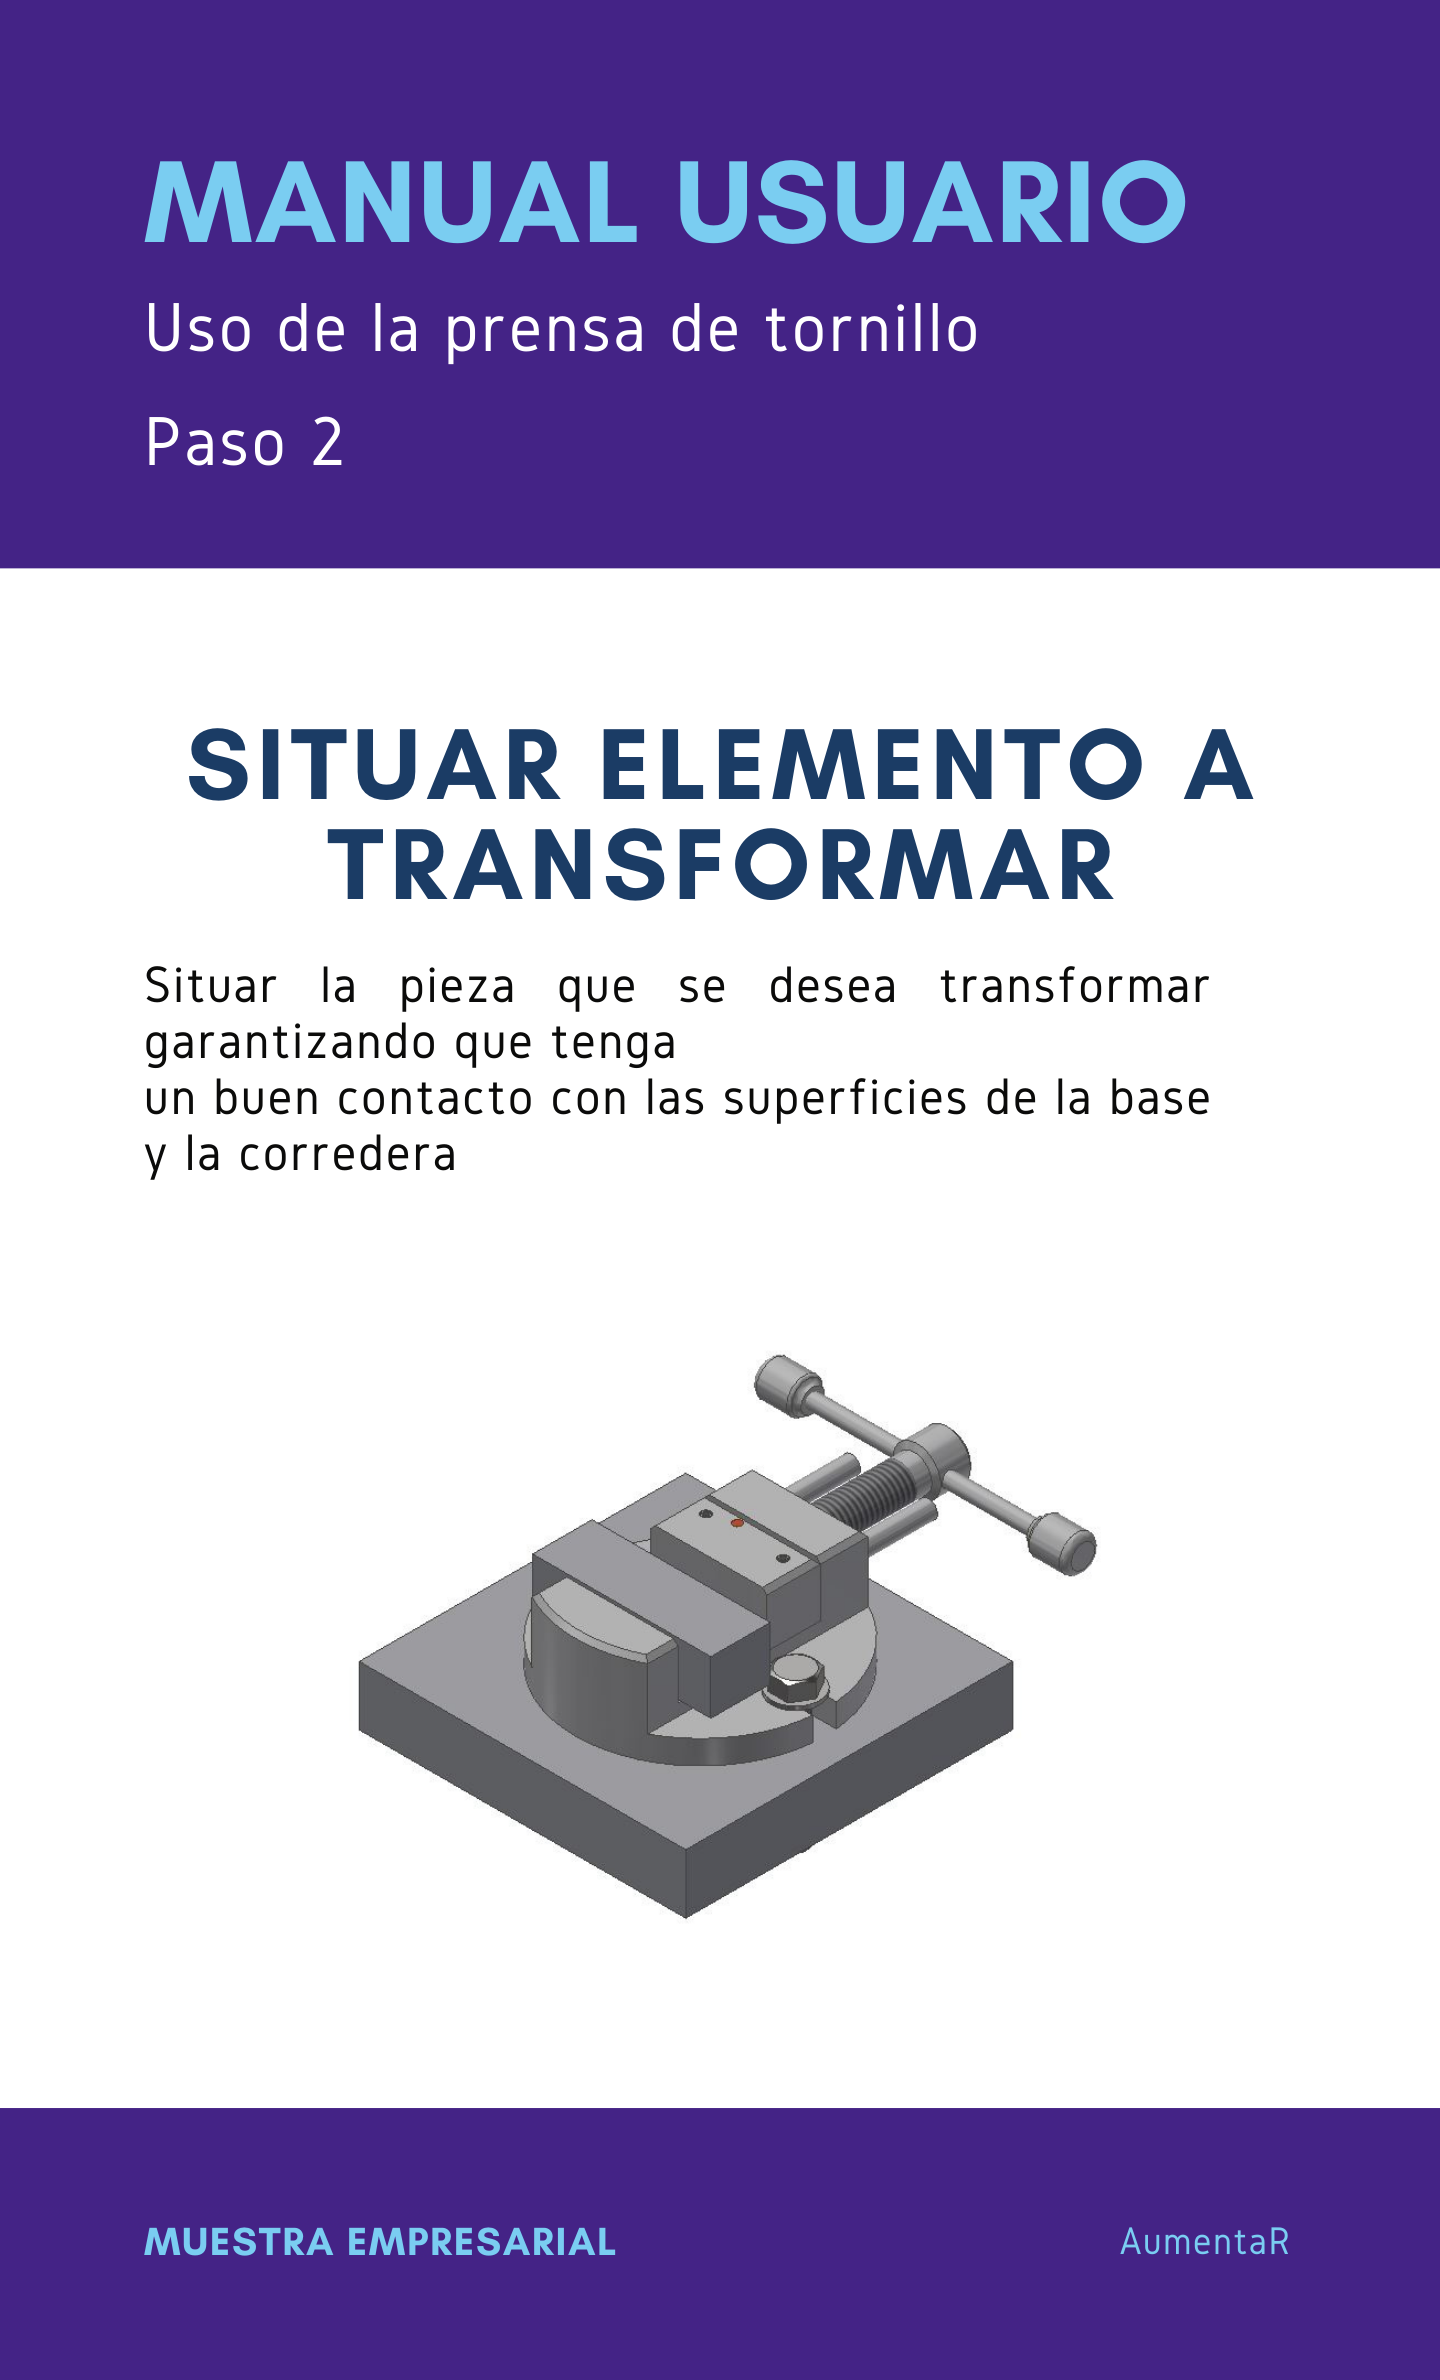 MANUAL USUARIO
Uso de la prensa de tornillo
Paso 2
SITUAR ELEMENTO A
TRANSFORMAR
Situar la pieza que se desea transformar
garantizando que tenga
un buen contacto con las superficies de la base
y la corredera
MUESTRA EMPRESARIAL
AumentaR